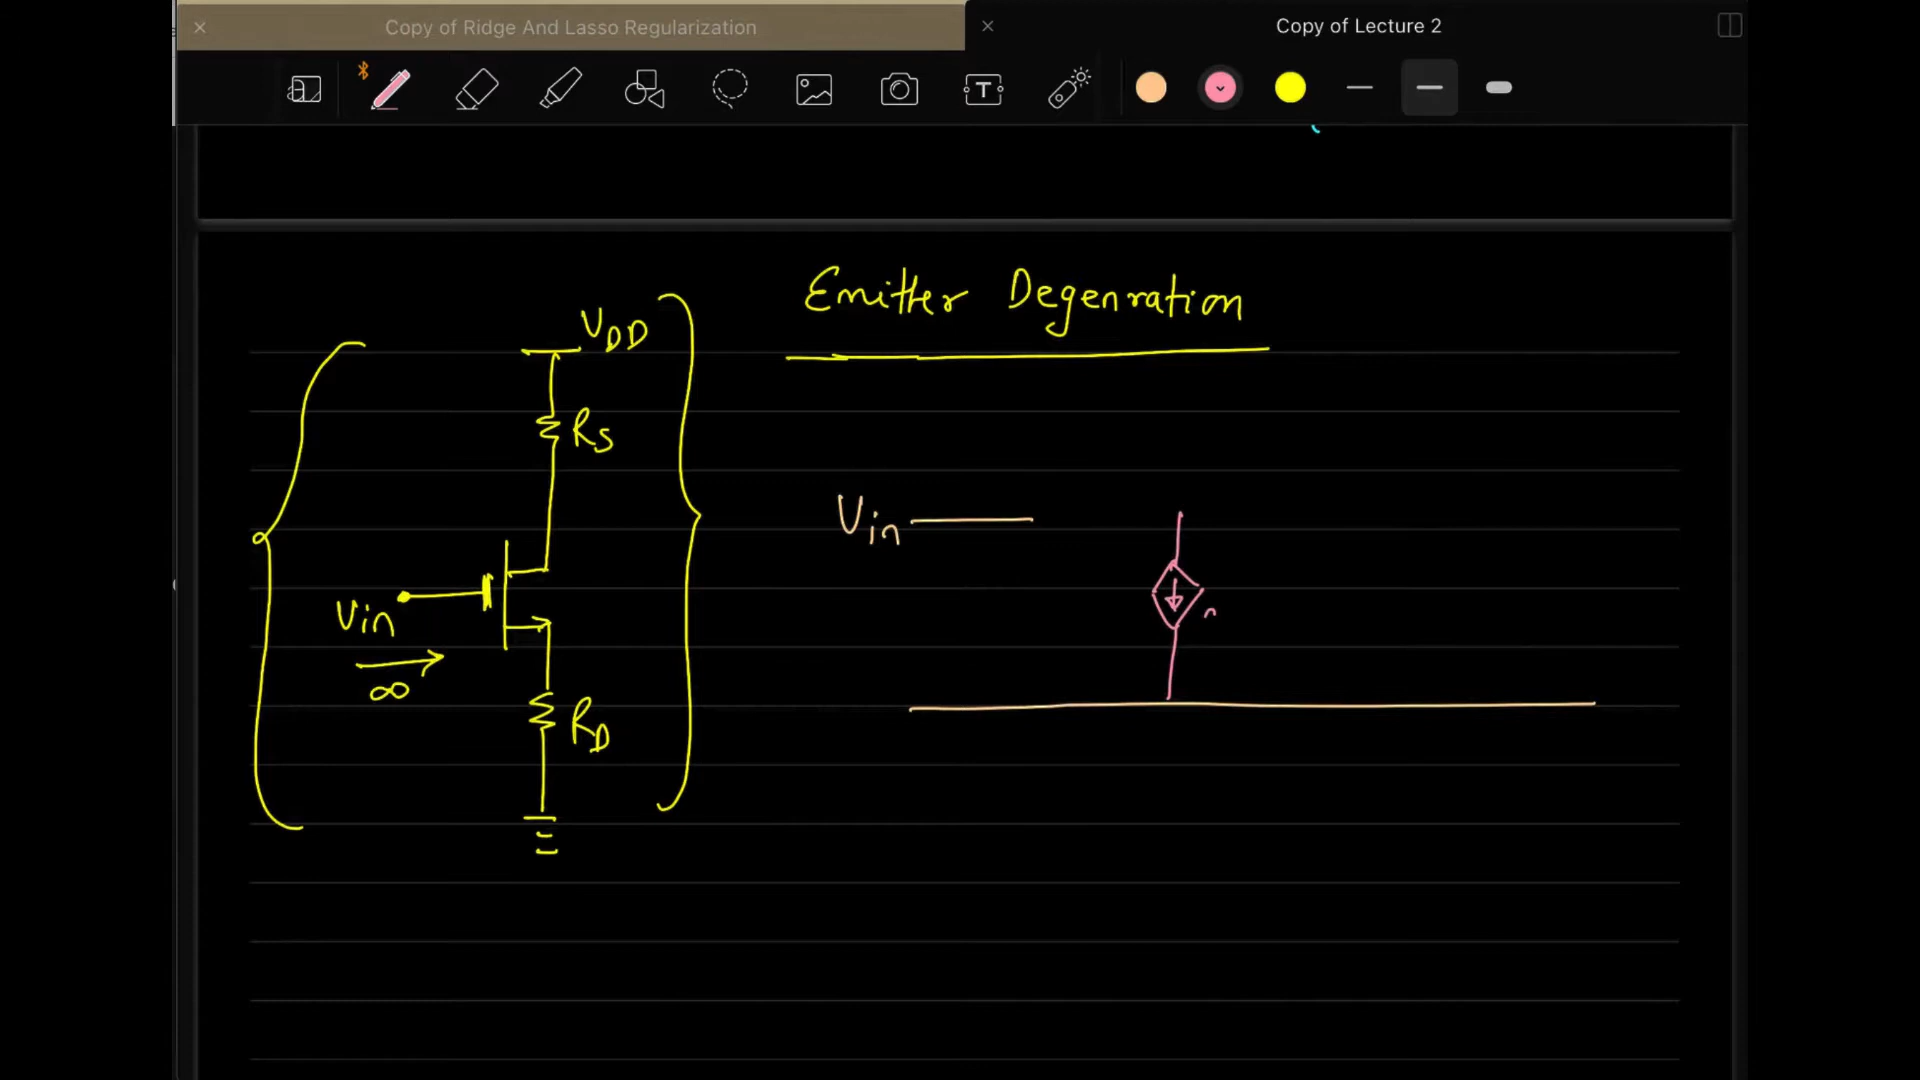 Copy of Ridge And Lasso Regularization
Copy of Lecture 2
Emitter Degenration
VDD
RS
Vin
∞
RD
Vin